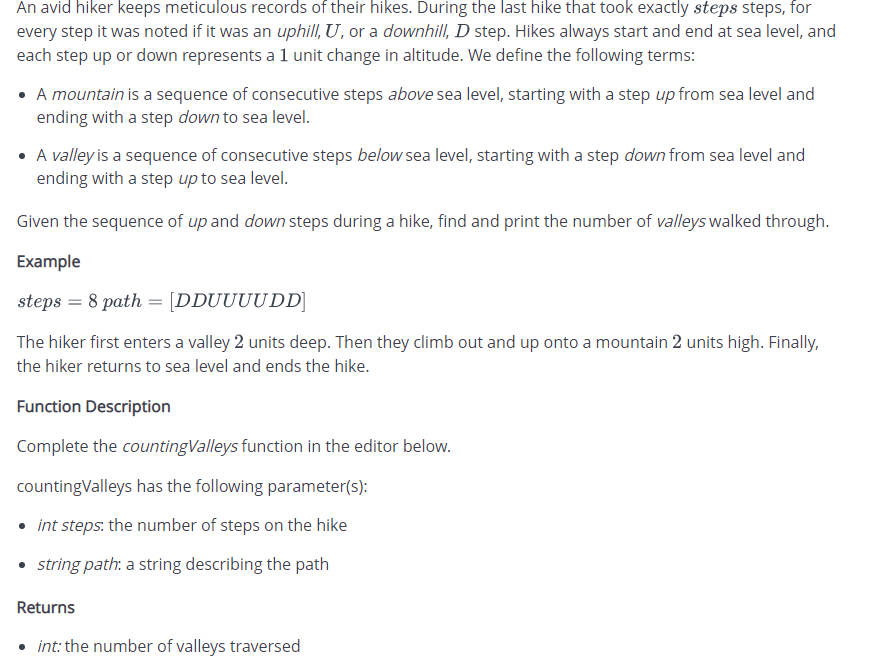 An avid hiker keeps meticulous records of their hikes. During the last hike that took exactly steps steps, for
every step it was noted if it was an uphill, U, or a downhill, D step. Hikes always start and end at sea level, and
each step up or down represents a 1 unit change in altitude. We define the following terms:
• A mountain is a sequence of consecutive steps above sea level, starting with a step up from sea level and
ending with a step down to sea level.
• A valley is a sequence of consecutive steps below sea level, starting with a step down from sea level and
ending with a step up to sea level.
Given the sequence of up and down steps during a hike, find and print the number of valleys walked through.
Example
steps = 8 path = [DDUUUUDD]
The hiker first enters a valley 2 units deep. Then they climb out and up onto a mountain 2 units high. Finally,
the hiker returns to sea level and ends the hike.
Function Description
Complete the countingValleys function in the editor below.
countingValleys has the following parameter(s):
• int steps: the number of steps on the hike
• string path: a string describing the path
Returns
• int: the number of valleys traversed